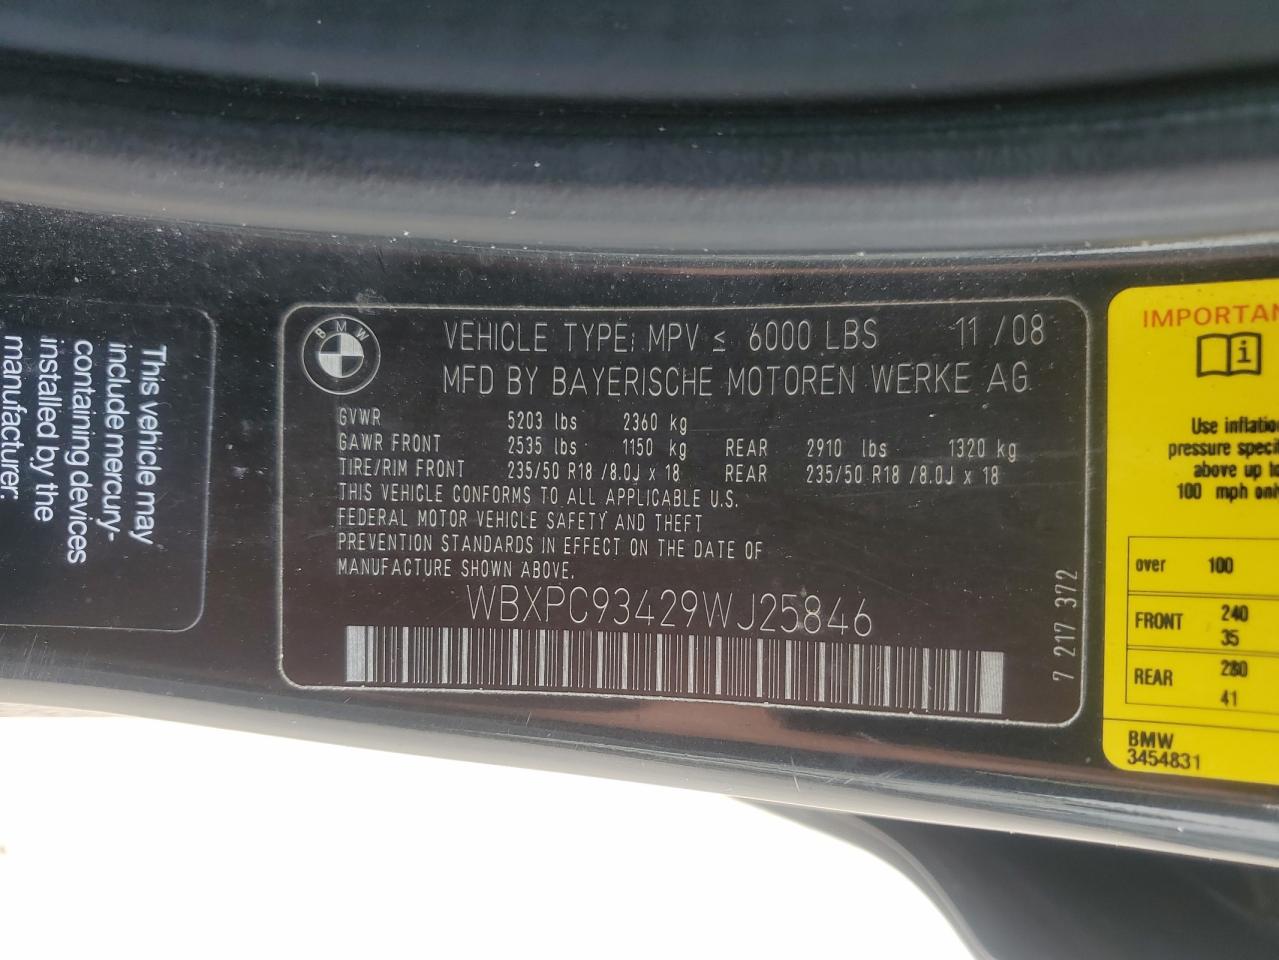 This vehicle may
include mercury-
containing devices
installed by the
manufacturer.
BMW
VEHICLE TYPE: MPV ≤ 6000 LBS 11/08
MFD BY BAYERISCHE MOTOREN WERKE AG
GVWR 5203 lbs 2360 kg
GAWR FRONT 2535 lbs 1150 kg REAR 2910 lbs 1320 kg
TIRE/RIM FRONT 235/50 R18 /8.0J x 18 REAR 235/50 R18 /8.0J x 18
THIS VEHICLE CONFORMS TO ALL APPLICABLE U.S.
FEDERAL MOTOR VEHICLE SAFETY AND THEFT
PREVENTION STANDARDS IN EFFECT ON THE DATE OF
MANUFACTURE SHOWN ABOVE.
WBXPC93429WJ25846
7 217 372
IMPORTAN
i
Use inflation
pressure speci
above up to
100 mph only
over 100
FRONT 240
35
REAR 280
41
BMW
3454831